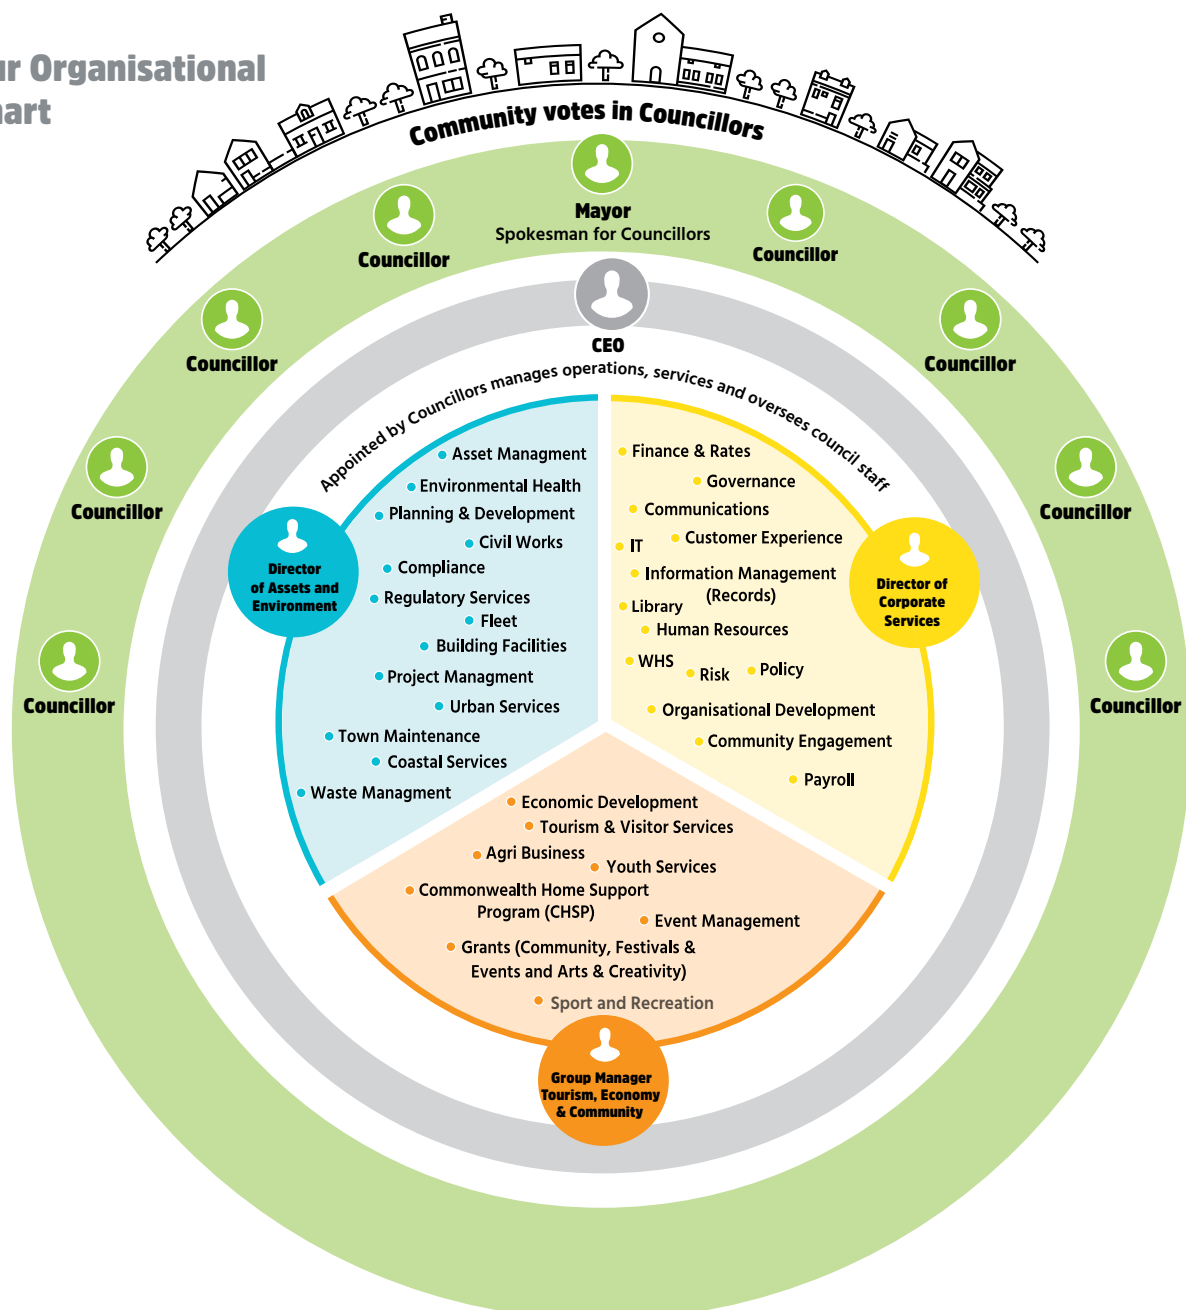 ur Organisational
hart
Community votes in Councillors
Mayor
Spokesman for Councillors
Councillor
Councillor
Councillor
Councillor
Councillor
Councillor
Councillor
Councillor
CEO
Appointed by Councillors manages operations, services and oversees council staff
Director
of Assets and
Environment
Asset Managment
Environmental Health
Planning & Development
Civil Works
Compliance
Regulatory Services
Fleet
Building Facilities
Project Managment
Urban Services
Town Maintenance
Coastal Services
Waste Managment
Finance & Rates
Governance
Communications
Customer Experience
IT
Information Management
(Records)
Library
Human Resources
WHS
Risk
Policy
Organisational Development
Community Engagement
Payroll
Director of
Corporate
Services
Economic Development
Tourism & Visitor Services
Agri Business
Youth Services
Commonwealth Home Support
Program (CHSP)
Event Management
Grants (Community, Festivals &
Events and Arts & Creativity)
Sport and Recreation
Group Manager
Tourism, Economy
& Community